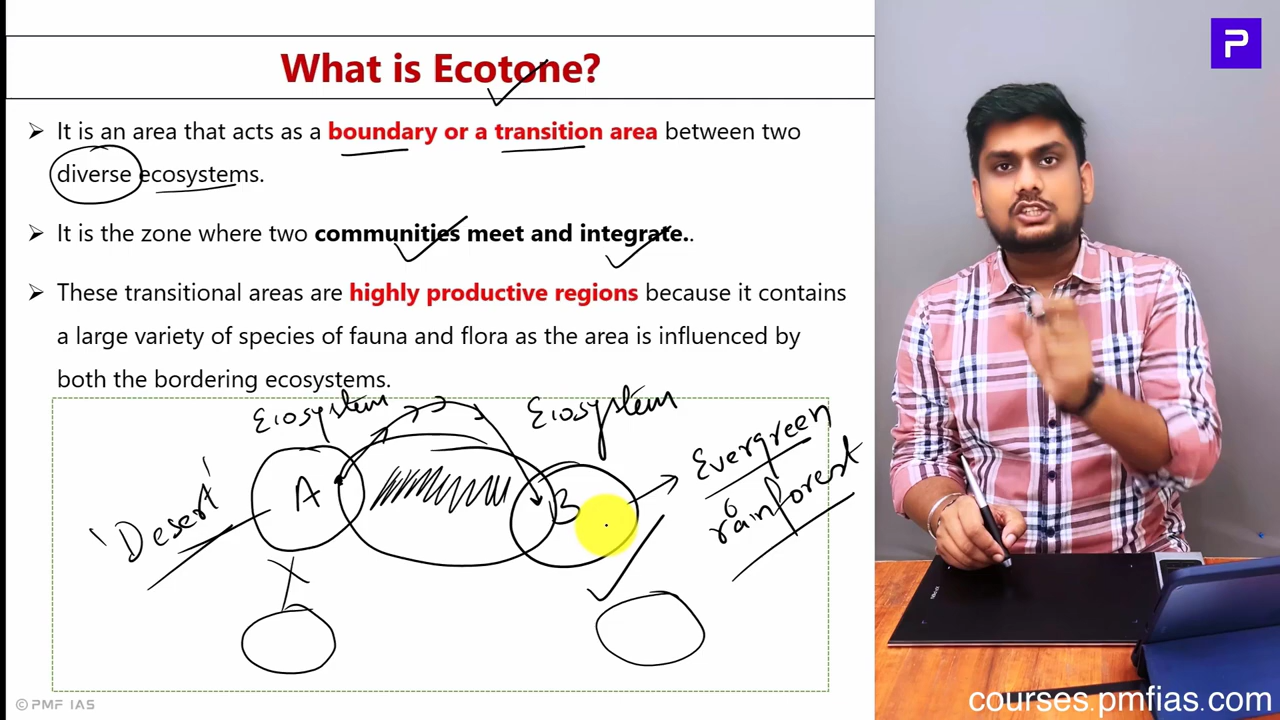 What is Ecotone?
P
➢ It is an area that acts as a boundary or a transition area between two
diverse ecosystems.
➢ It is the zone where two communities meet and integrate..
➢ These transitional areas are highly productive regions because it contains
a large variety of species of fauna and flora as the area is influenced by
both the bordering ecosystems.
Ecosystem
Ecosystem
Evergreen
rainforest
'Desert'
A
B
© PMF IAS
courses.pmfias.com